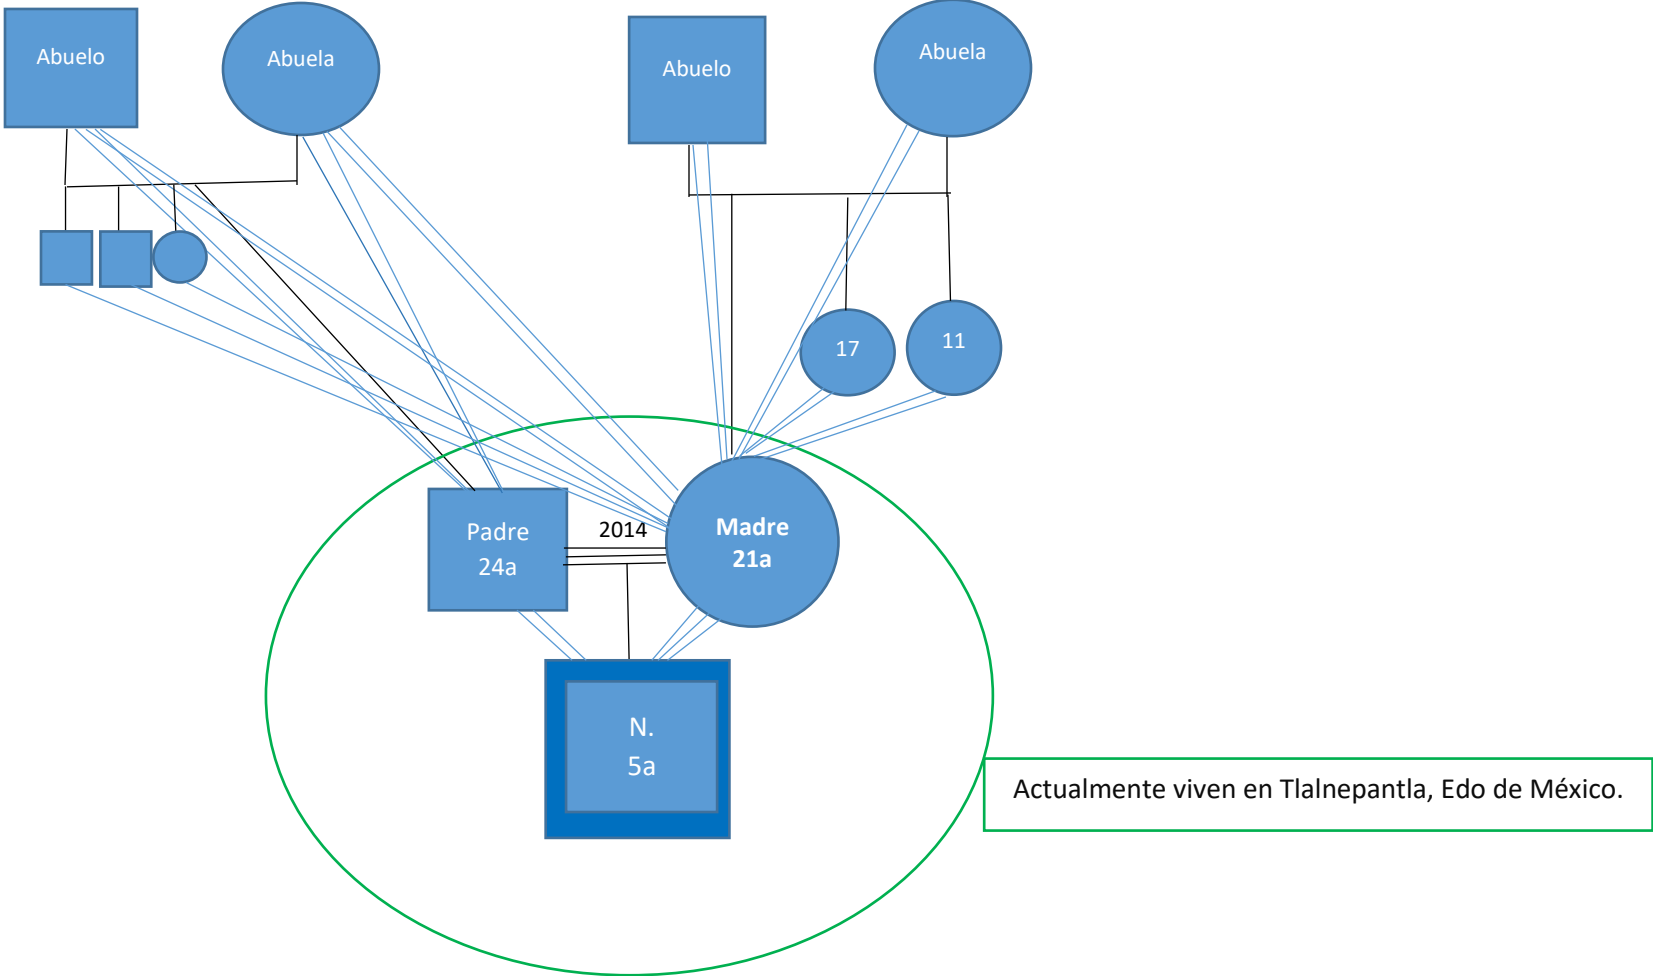 Abuelo
Abuela
Abuelo
Abuela
17
11
Padre
24a
2014
Madre
21a
N.
5a
Actualmente viven en Tlalnepantla, Edo de México.